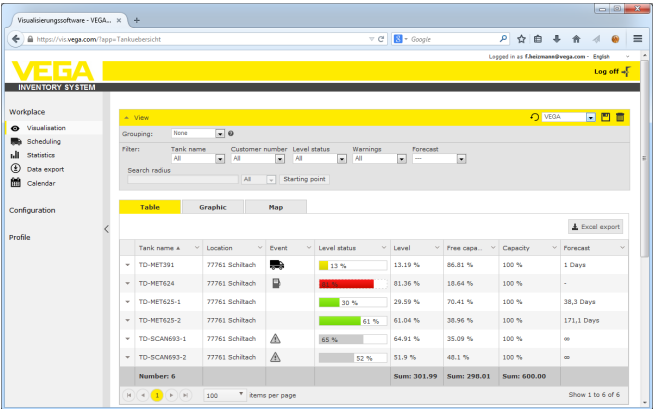 Visualisierungssoftware - VEGA...
https://vis.vega.com/?app=Tankuebersicht
Google
Logged in as f.heizmann@vega.com - English
VEGA
Log off
INVENTORY SYSTEM
Workplace
Visualisation
Scheduling
Statistics
Data export
Calendar
Configuration
Profile
View
VEGA
Grouping: None
Filter: Tank name Customer number Level status Warnings Forecast
All All All All ---
Search radius
All Starting point
Table Graphic Map
Excel export
Tank name Location Event Level status Level Free capa... Capacity Forecast
TD-MET391 77761 Schiltach 13 % 13.19 % 86.81 % 100 % 1 Days
TD-MET624 77761 Schiltach 81.36 % 18.64 % 100 % -
TD-MET625-1 77761 Schiltach 30 % 29.59 % 70.41 % 100 % 38,3 Days
TD-MET625-2 77761 Schiltach 61 % 61.04 % 38.96 % 100 % 171,1 Days
TD-SCAN693-1 77761 Schiltach 65 % 64.91 % 35.09 % 100 % ∞
TD-SCAN693-2 77761 Schiltach 52 % 51.9 % 48.1 % 100 % ∞
Number: 6 Sum: 301.99 Sum: 298.01 Sum: 600.00
1 100 items per page Show 1 to 6 of 6